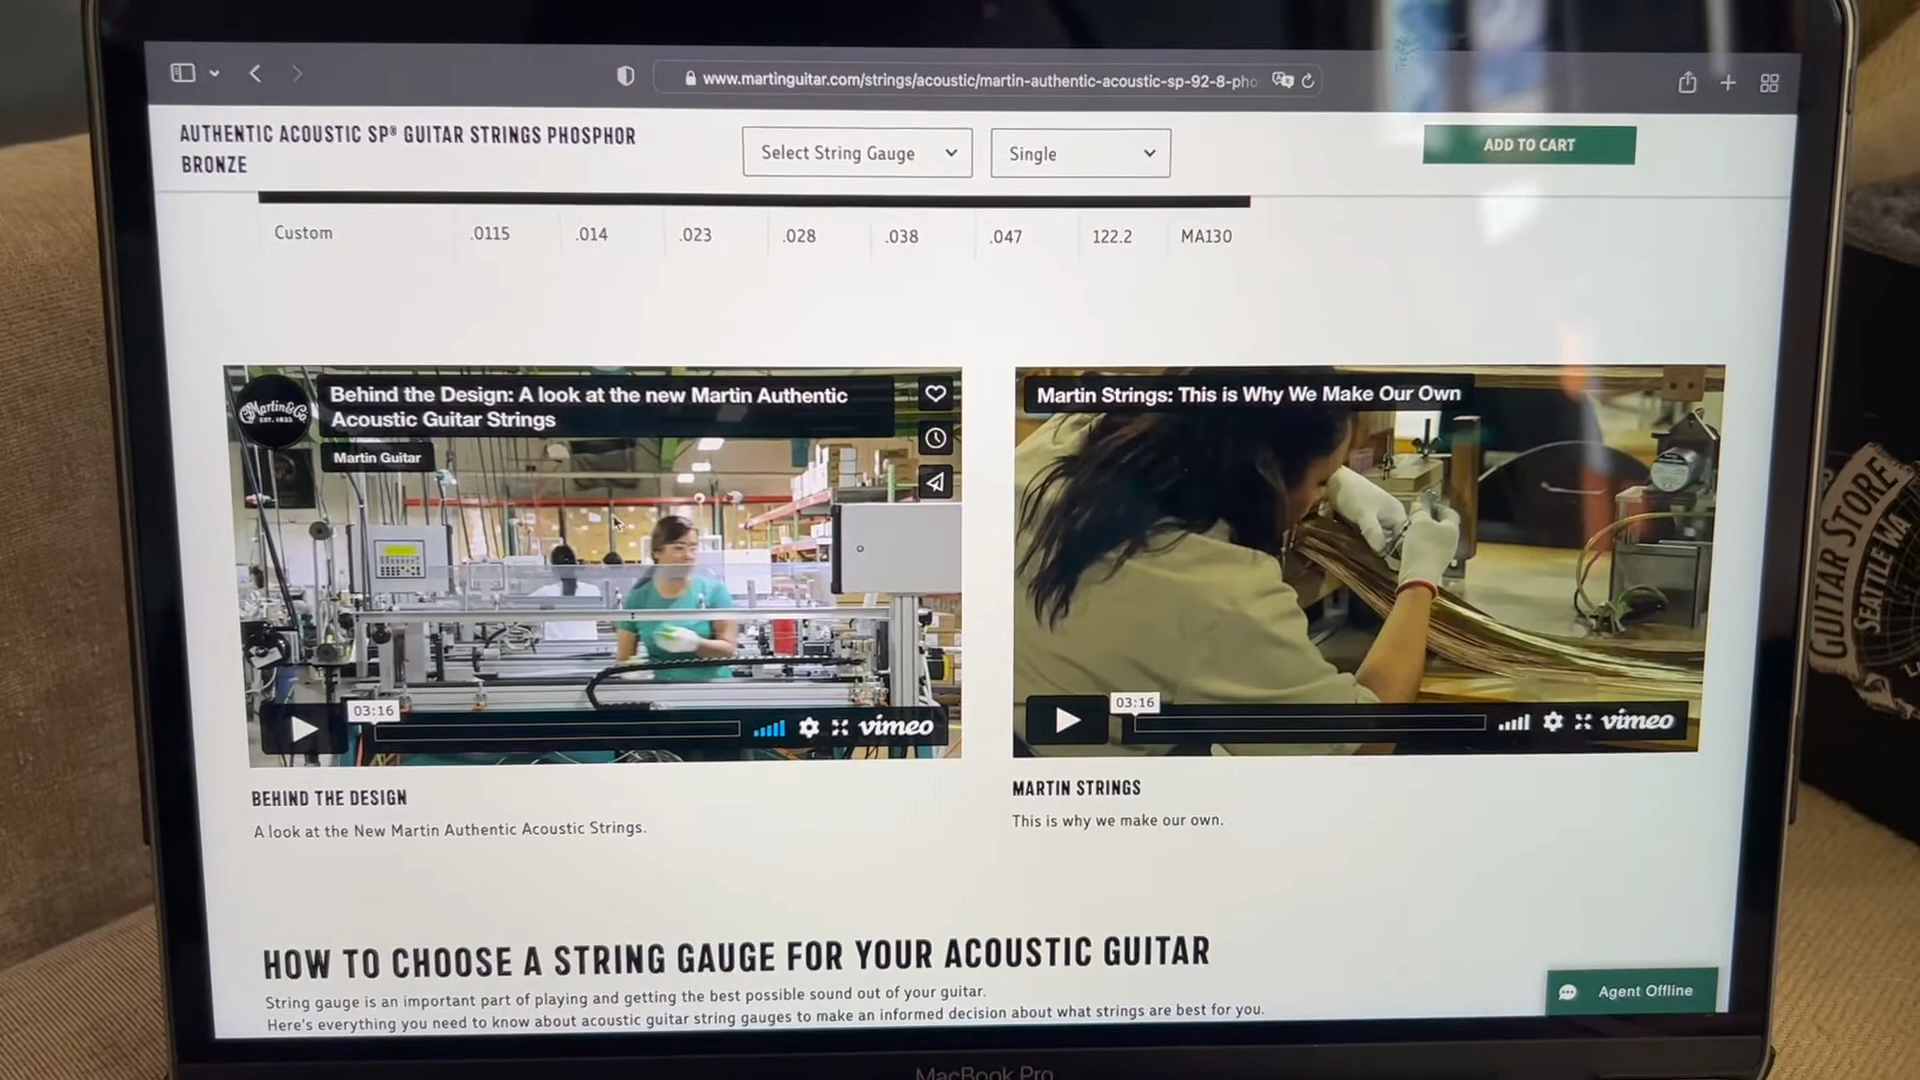 www.martinguitar.com/strings/acoustic/martin-authentic-acoustic-sp-92-8-pho
AUTHENTIC ACOUSTIC SP® GUITAR STRINGS PHOSPHOR
BRONZE
Select String Gauge
Single
ADD TO CART
Custom .0115 .014 .023 .028 .038 .047 122.2 MA130
Martin & Co
EST. 1833
Behind the Design: A look at the new Martin Authentic
Acoustic Guitar Strings
Martin Guitar
03:16
vimeo
Martin Strings: This is Why We Make Our Own
03:16
vimeo
BEHIND THE DESIGN
A look at the New Martin Authentic Acoustic Strings.
MARTIN STRINGS
This is why we make our own.
HOW TO CHOOSE A STRING GAUGE FOR YOUR ACOUSTIC GUITAR
String gauge is an important part of playing and getting the best possible sound out of your guitar.
Here's everything you need to know about acoustic guitar string gauges to make an informed decision about what strings are best for you.
Agent Offline
MacBook Pro
GUITAR STORE
SEATTLE WA